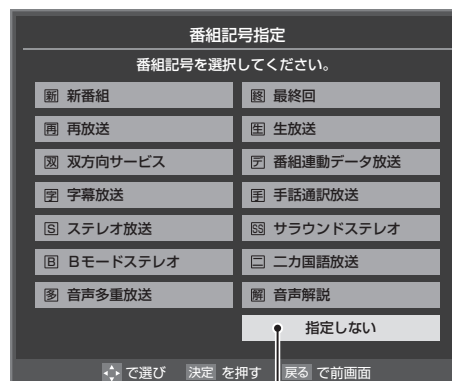 番組記号指定
番組記号を選択してください。
新 新番組
終 最終回
再 再放送
生 生放送
双 双方向サービス
デ 番組連動データ放送
字 字幕放送
手 手話通訳放送
S ステレオ放送
SS サラウンドステレオ
B Bモードステレオ
二 二カ国語放送
多 音声多重放送
解 音声解説
指定しない
で選び 決定 を押す 戻る で前画面